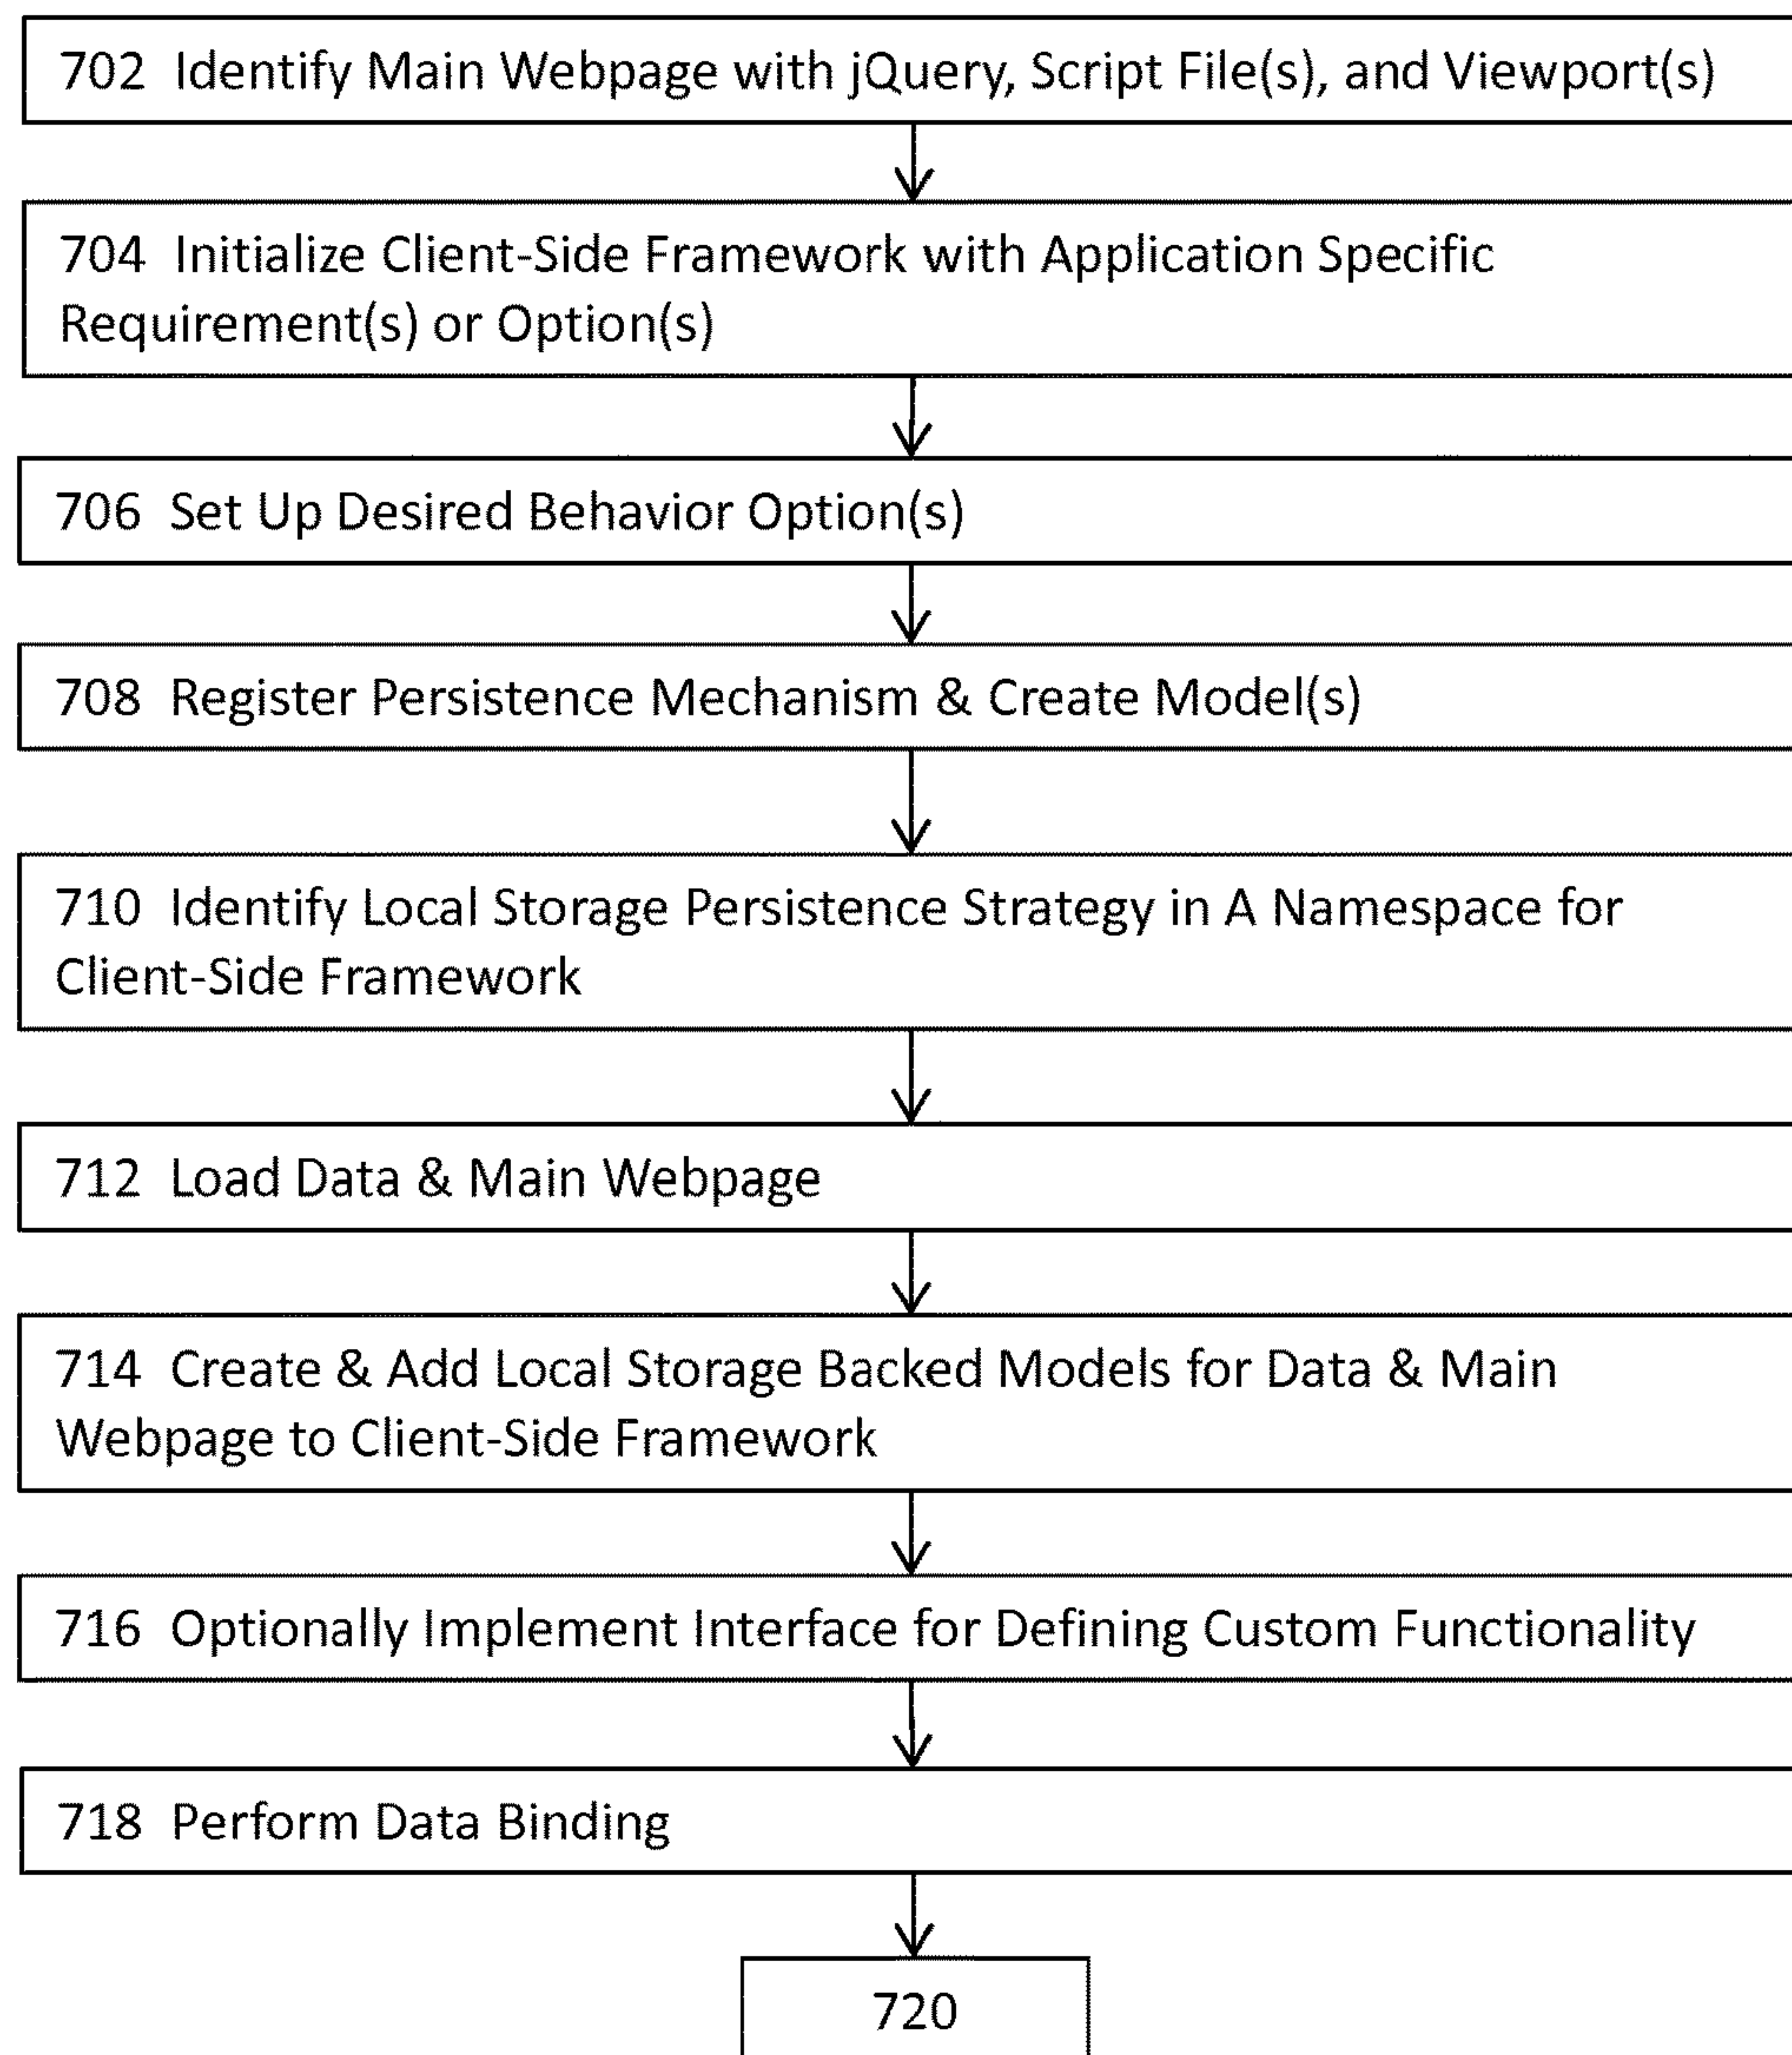 702 Identify Main Webpage with jQuery, Script File(s), and Viewport(s)
704 Initialize Client-Side Framework with Application Specific
Requirement(s) or Option(s)
706 Set Up Desired Behavior Option(s)
708 Register Persistence Mechanism & Create Model(s)
710 Identify Local Storage Persistence Strategy in A Namespace for
Client-Side Framework
712 Load Data & Main Webpage
714 Create & Add Local Storage Backed Models for Data & Main
Webpage to Client-Side Framework
716 Optionally Implement Interface for Defining Custom Functionality
718 Perform Data Binding
720